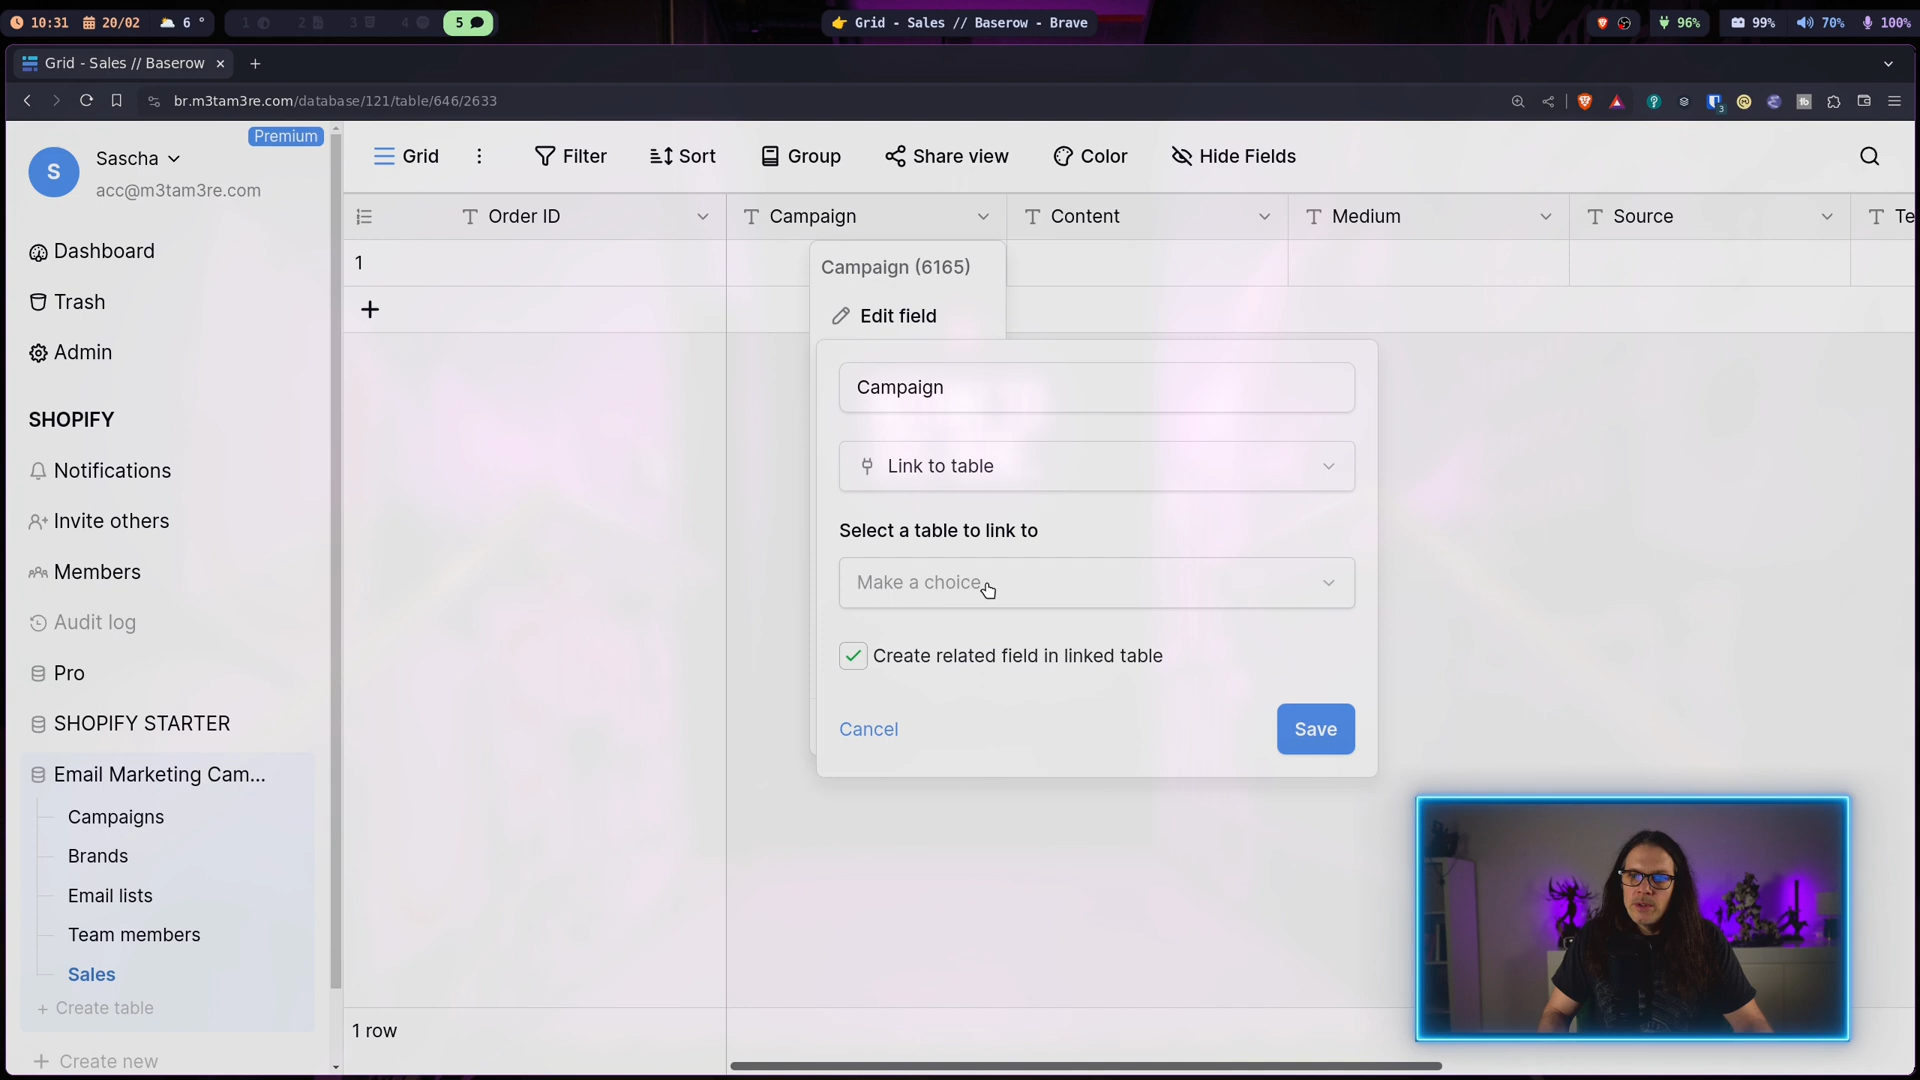 10:31 20/02 6 °
1 2 3 4 5
Grid - Sales // Baserow - Brave
96% 99% 70% 100%
Grid - Sales // Baserow
br.m3tam3re.com/database/121/table/646/2633
3
Premium
S
Sascha
acc@m3tam3re.com
Grid
Filter
Sort
Group
Share view
Color
Hide Fields
Order ID
Campaign
Content
Medium
Source
Te
1
Campaign (6165)
Edit field
Campaign
Link to table
Select a table to link to
Make a choice
Create related field in linked table
Cancel
Save
Dashboard
Trash
Admin
SHOPIFY
Notifications
Invite others
Members
Audit log
Pro
SHOPIFY STARTER
Email Marketing Cam...
Campaigns
Brands
Email lists
Team members
Sales
+ Create table
+ Create new
1 row